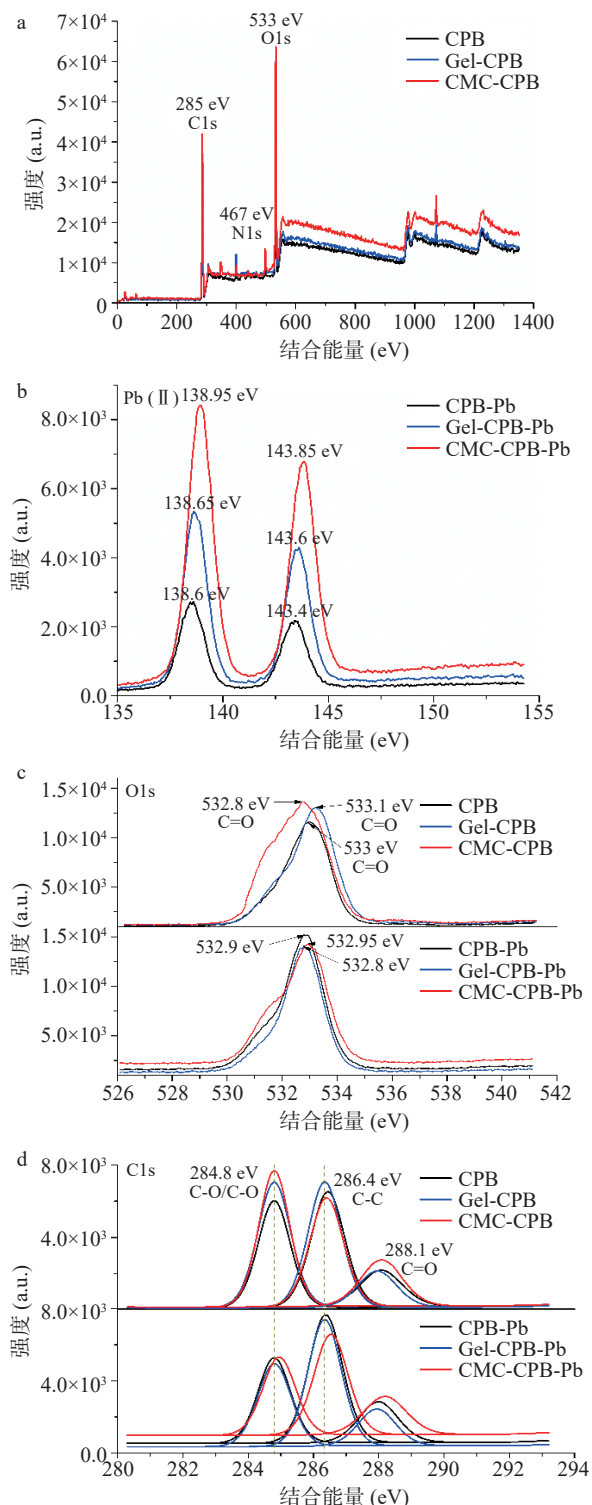 a
533 eV
O1s
285 eV
C1s
467 eV
N1s
CPB
Gel-CPB
CMC-CPB
7×10⁴
6×10⁴
5×10⁴
4×10⁴
3×10⁴
2×10⁴
1×10⁴
0
强度 (a.u.)
0 200 400 600 800 1000 1200 1400
结合能量 (eV)
b
Pb (Ⅱ)
138.95 eV
138.65 eV
138.6 eV
143.85 eV
143.6 eV
143.4 eV
CPB-Pb
Gel-CPB-Pb
CMC-CPB-Pb
8.0×10³
6.0×10³
4.0×10³
2.0×10³
0.0
强度 (a.u.)
135 140 145 150 155
结合能量 (eV)
c
O1s
532.8 eV
C=O
533.1 eV
C=O
533 eV
C=O
CPB
Gel-CPB
CMC-CPB
1.5×10⁴
1.0×10⁴
5.0×10³
532.9 eV
532.95 eV
532.8 eV
CPB-Pb
Gel-CPB-Pb
CMC-CPB-Pb
1.5×10⁴
1.0×10⁴
5.0×10³
强度 (a.u.)
526 528 530 532 534 536 538 540 542
结合能量 (eV)
d
C1s
284.8 eV
C-O/C-O
286.4 eV
C-C
288.1 eV
C=O
CPB
Gel-CPB
CMC-CPB
8.0×10³
4.0×10³
8.0×10³
4.0×10³
0.0
CPB-Pb
Gel-CPB-Pb
CMC-CPB-Pb
强度 (a.u.)
280 282 284 286 288 290 292 294
结合能量 (eV)